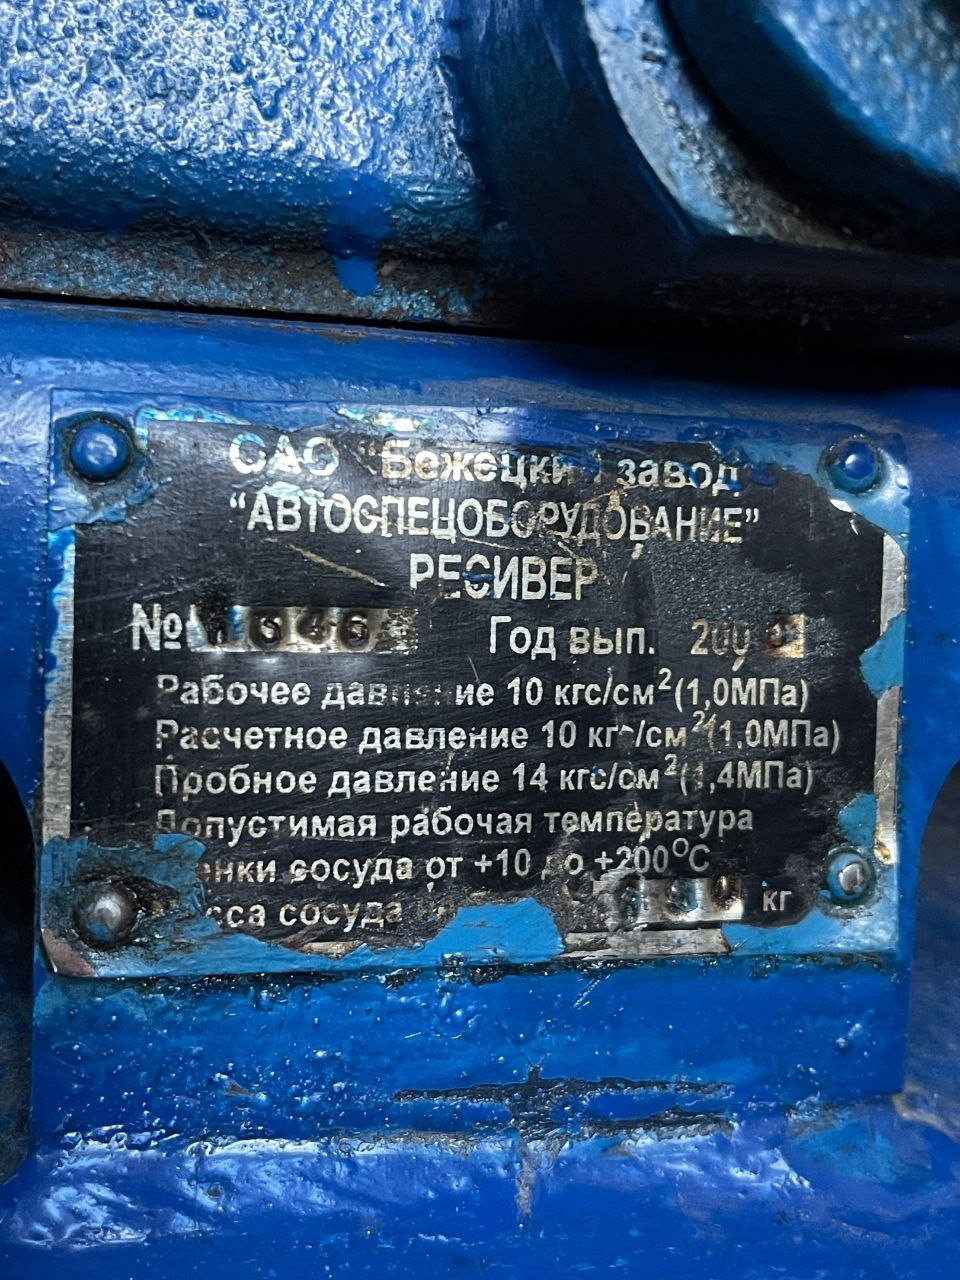 ОАО "Бежецкий завод
"АВТОСПЕЦОБОРУДОВАНИЕ"
РЕСИВЕР
№ Год вып.
Рабочее давление 10 кгс/см²(1,0МПа)
Расчетное давление 10 кгс/см²(1,0МПа)
Пробное давление 14 кгс/см²(1,4МПа)
Допустимая рабочая температура
стенки сосуда от +10 до +200°С
Масса сосуда кг